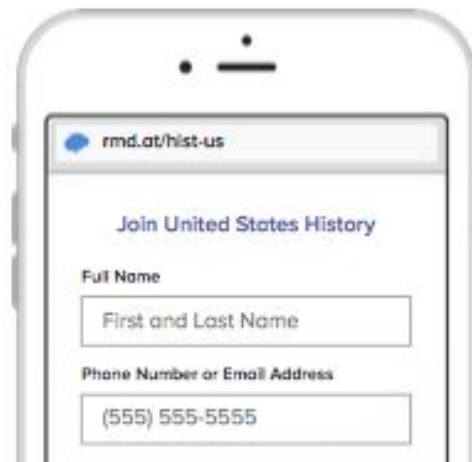 rmd.at/hist-us
Join United States History
Full Name
First and Last Name
Phone Number or Email Address
(555) 555-5555